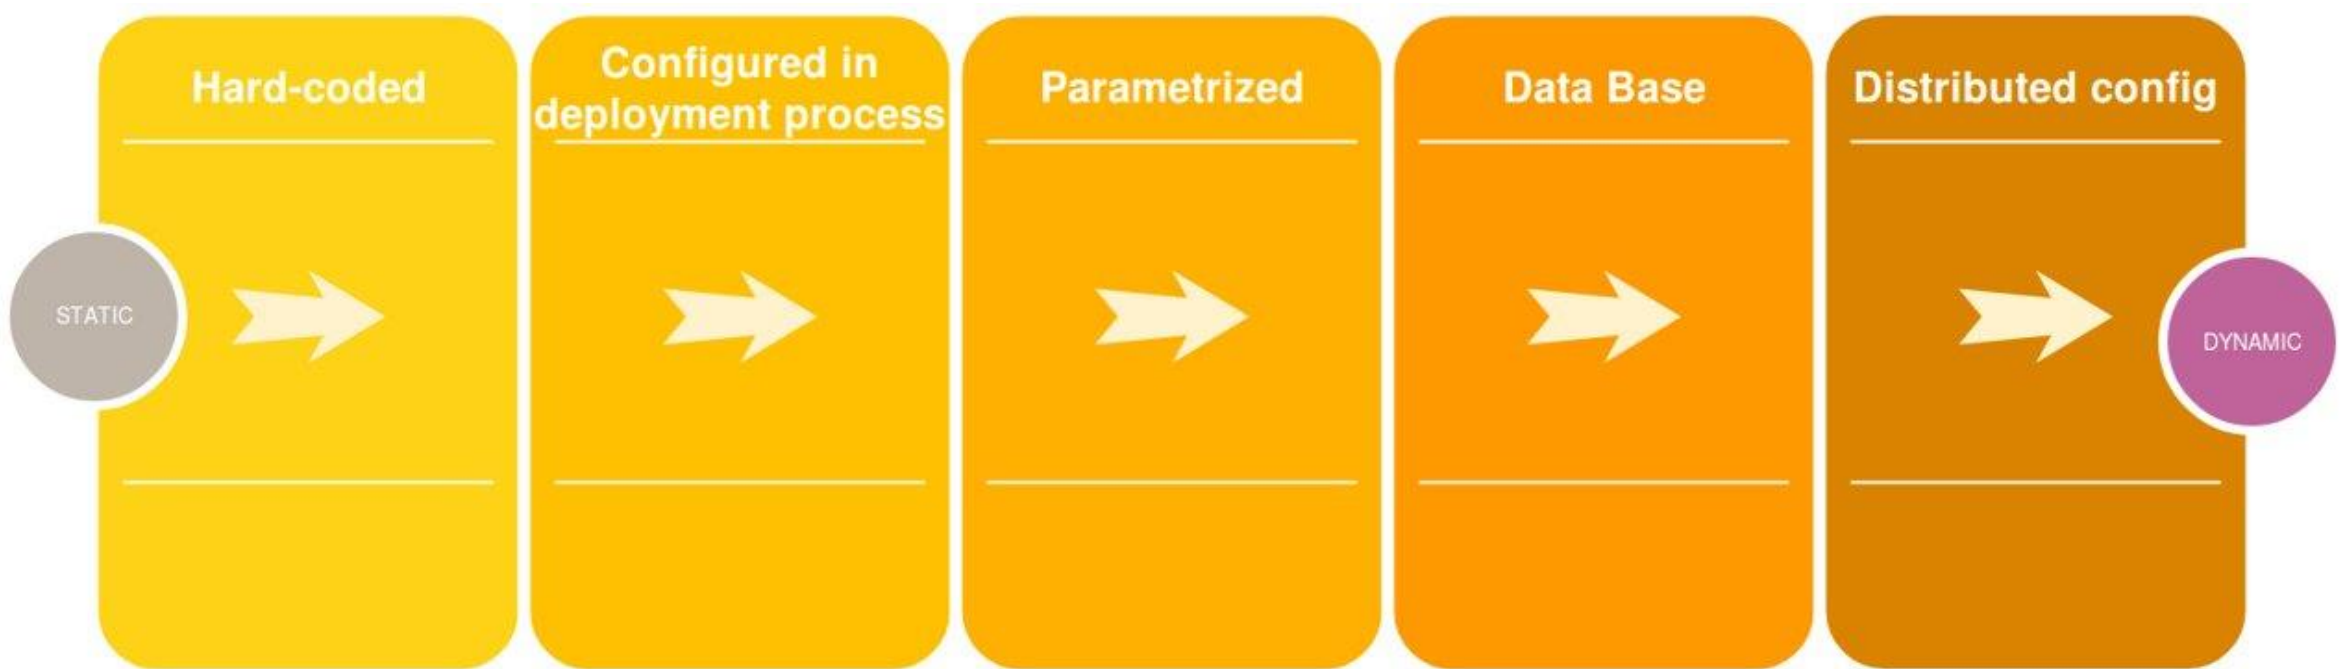 Hard-coded
Configured in
deployment process
Parametrized
Data Base
Distributed config
STATIC
DYNAMIC